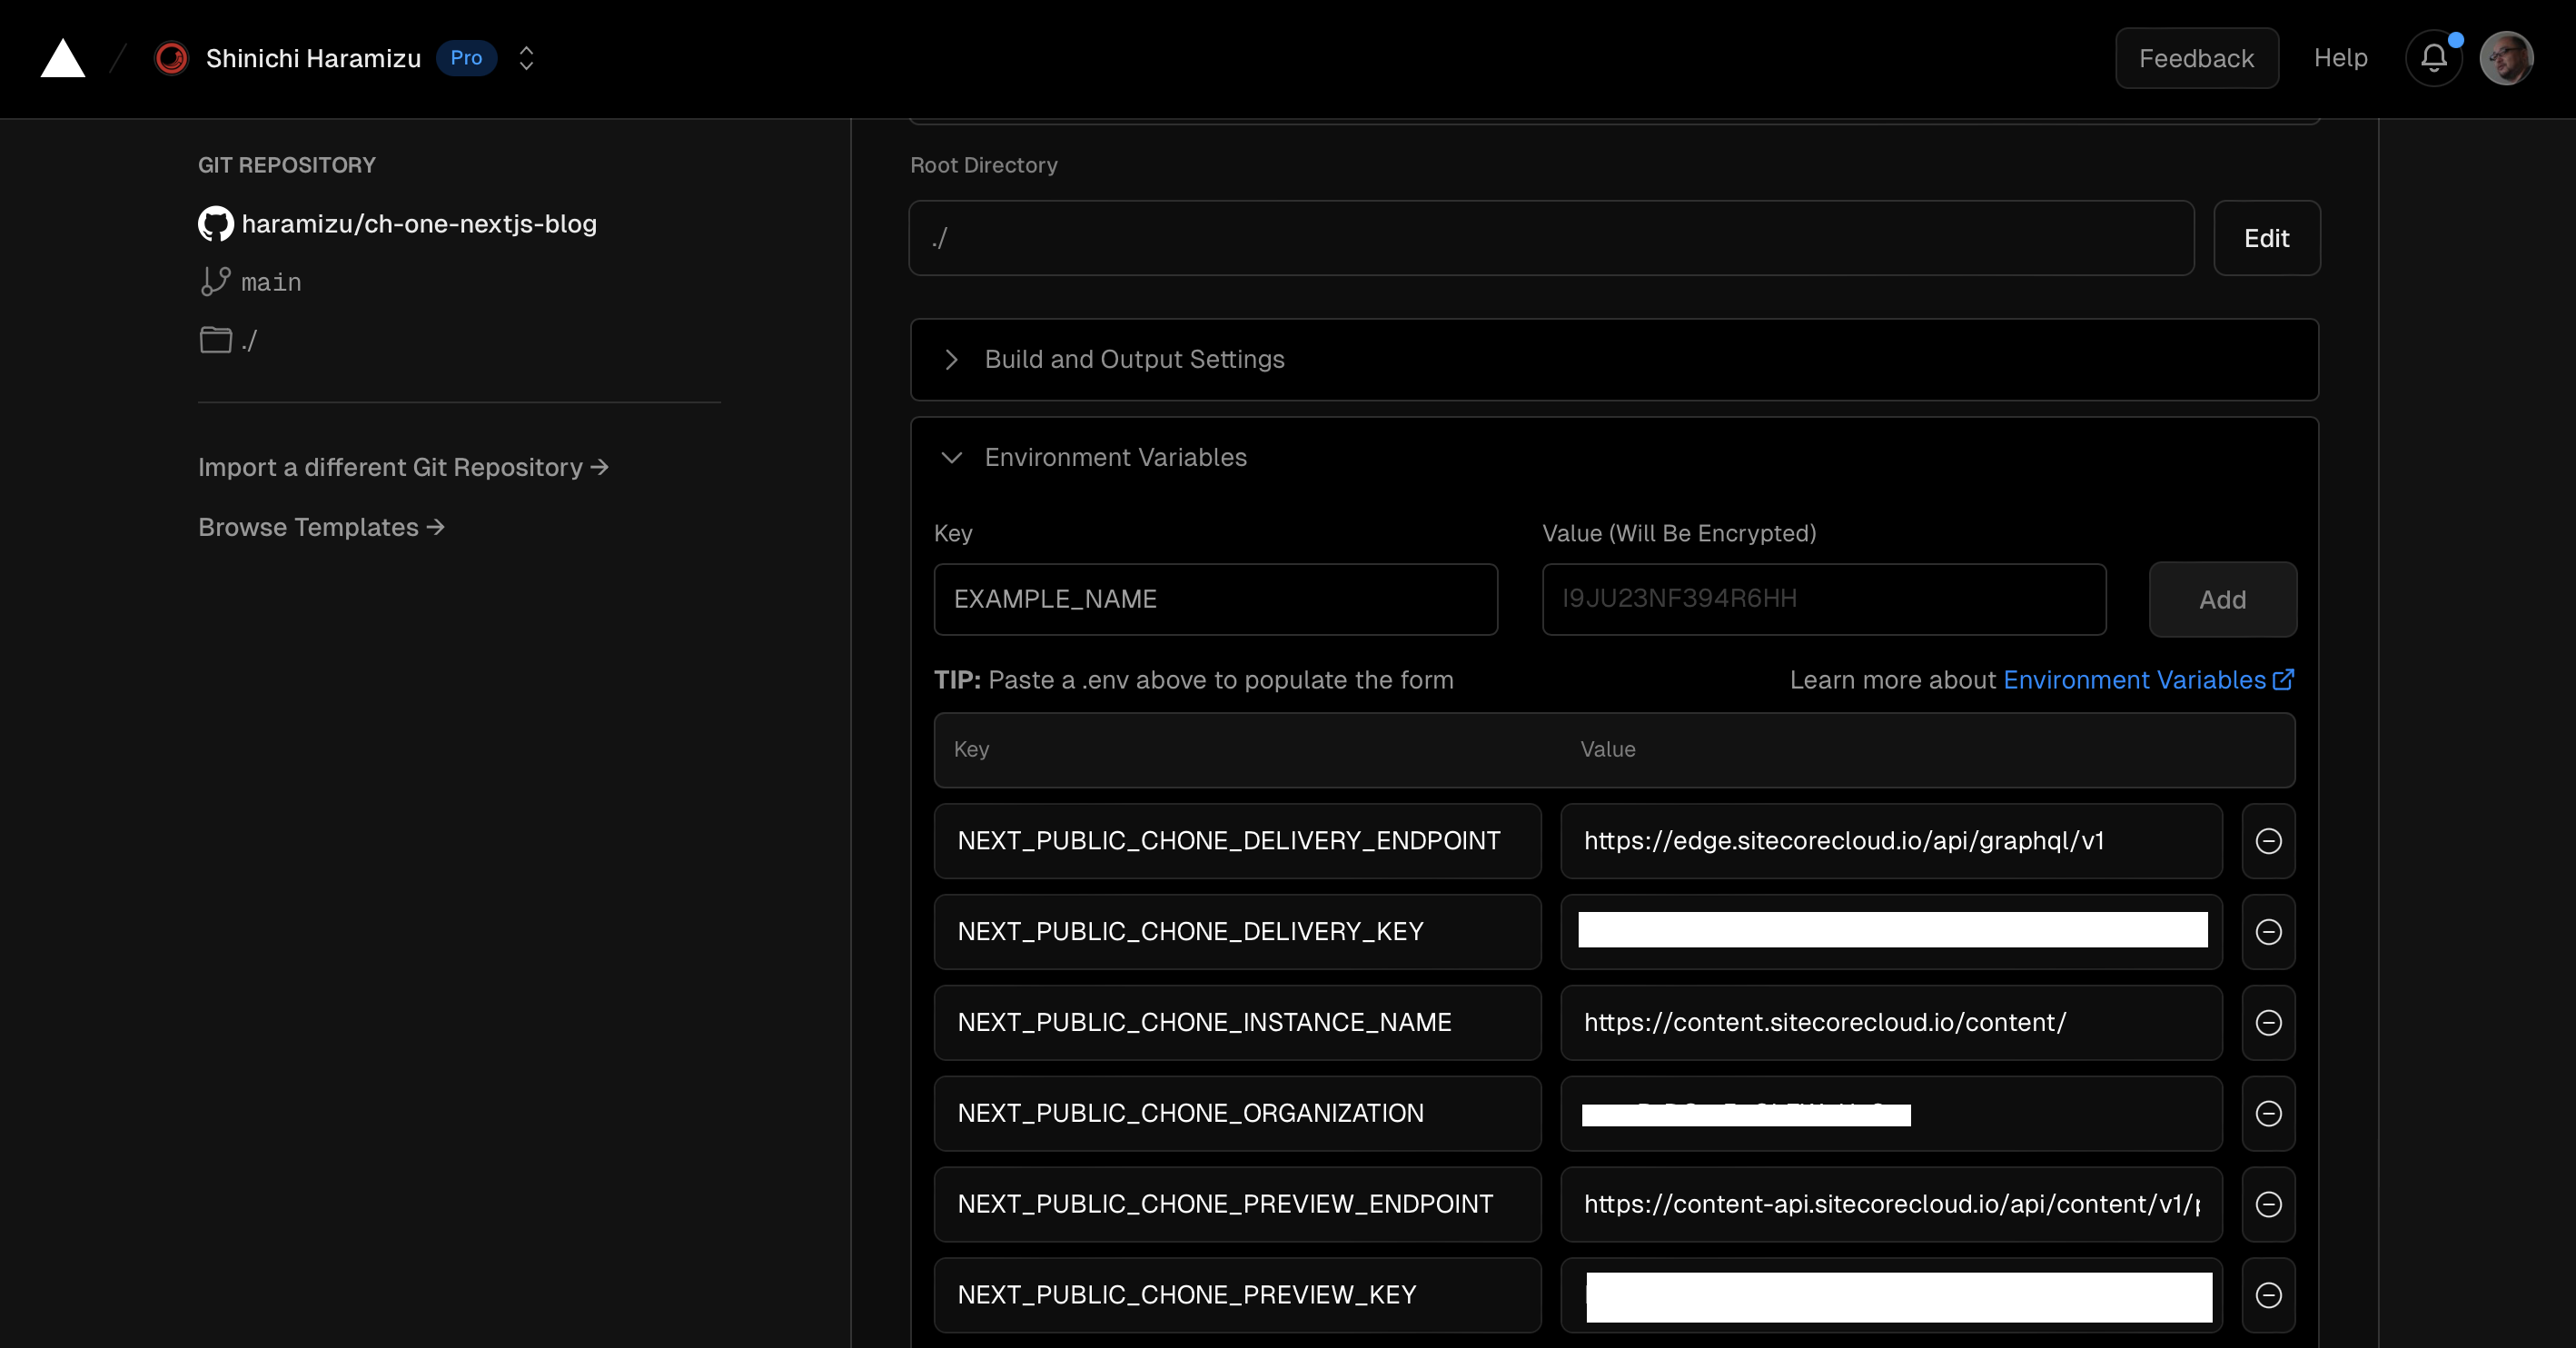 Shinichi Haramizu Pro
Feedback Help
GIT REPOSITORY
haramizu/ch-one-nextjs-blog
main
./
Import a different Git Repository →
Browse Templates →
Root Directory
./
Edit
Build and Output Settings
Environment Variables
Key Value (Will Be Encrypted)
EXAMPLE_NAME I9JU23NF394R6HH Add
TIP: Paste a .env above to populate the form Learn more about Environment Variables
Key Value
NEXT_PUBLIC_CHONE_DELIVERY_ENDPOINT https://edge.sitecorecloud.io/api/graphql/v1
NEXT_PUBLIC_CHONE_DELIVERY_KEY
NEXT_PUBLIC_CHONE_INSTANCE_NAME https://content.sitecorecloud.io/content/
NEXT_PUBLIC_CHONE_ORGANIZATION
NEXT_PUBLIC_CHONE_PREVIEW_ENDPOINT https://content-api.sitecorecloud.io/api/content/v1/
NEXT_PUBLIC_CHONE_PREVIEW_KEY